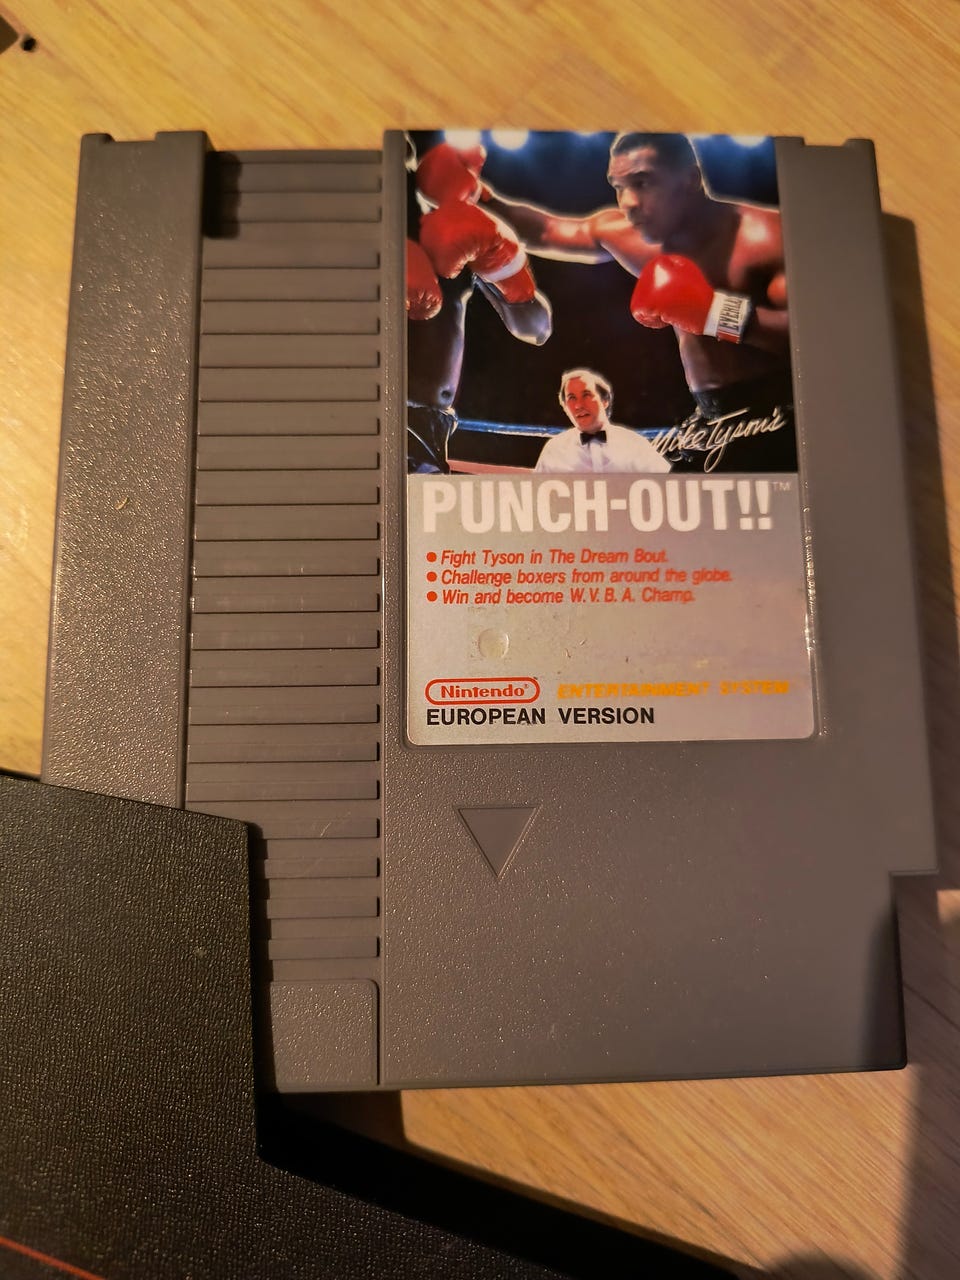 EVERLAST
Mike Tyson's
PUNCH-OUT!!™
● Fight Tyson in The Dream Bout.
● Challenge boxers from around the globe.
● Win and become W.V.B.A. Champ.
Nintendo® ENTERTAINMENT SYSTEM
EUROPEAN VERSION